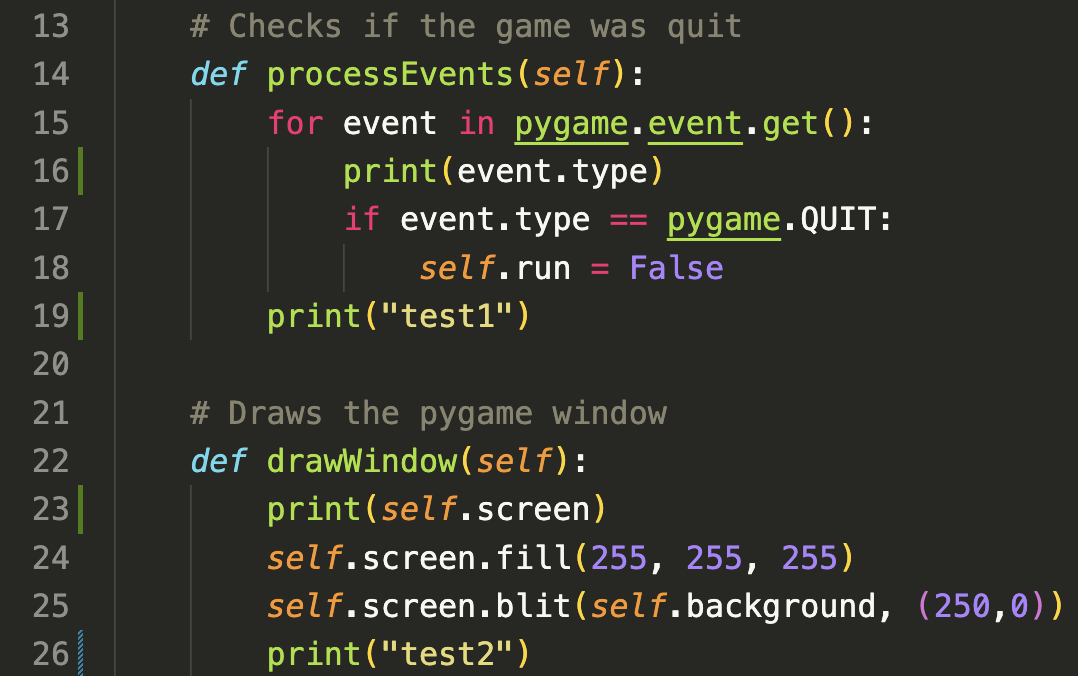 13 # Checks if the game was quit
14 def processEvents(self):
15 for event in pygame.event.get():
16 print(event.type)
17 if event.type == pygame.QUIT:
18 self.run = False
19 print("test1")
20
21 # Draws the pygame window
22 def drawWindow(self):
23 print(self.screen)
24 self.screen.fill(255, 255, 255)
25 self.screen.blit(self.background, (250,0))
26 print("test2")